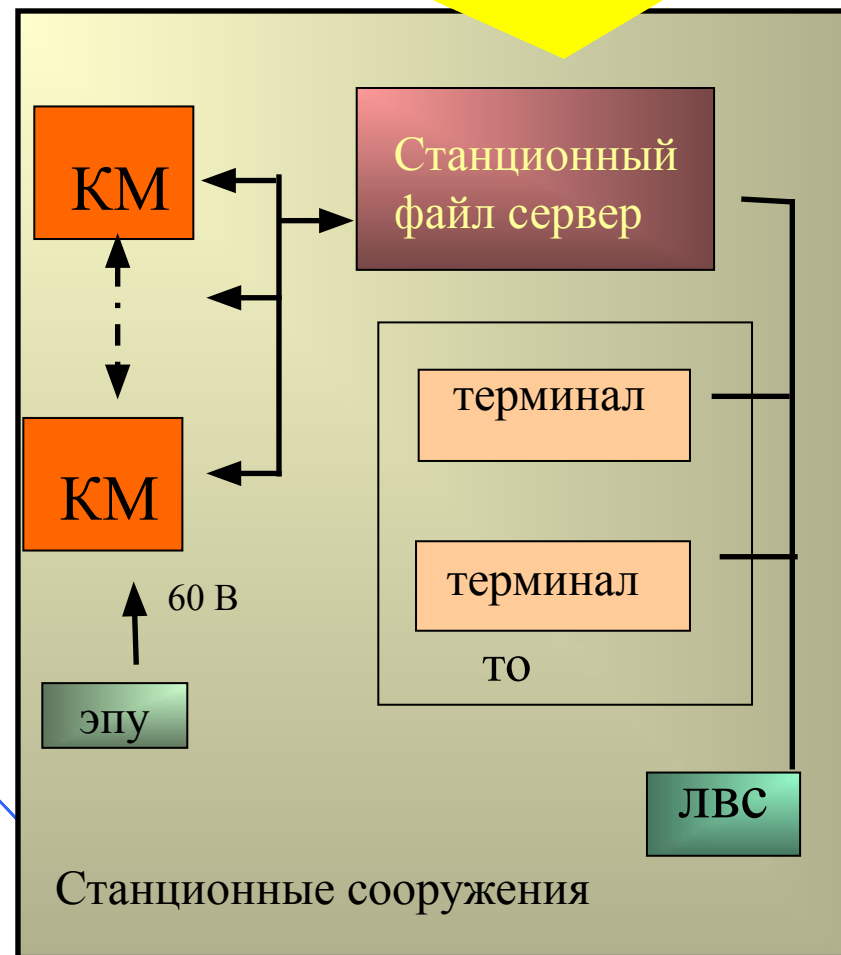 КМ
Станционный
файл сервер
терминал
КМ
терминал
60 В
то
эпу
лвс
Станционные сооружения